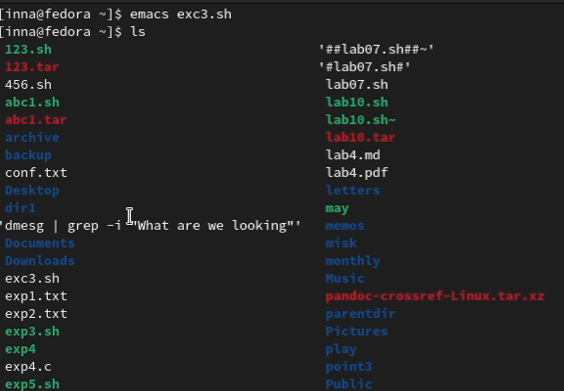 [inna@fedora ~]$ emacs exc3.sh
[inna@fedora ~]$ ls
123.sh '##lab07.sh##~'
123.tar '#lab07.sh#'
456.sh lab07.sh
abc1.sh lab10.sh
abc1.tar lab10.sh~
archive lab10.tar
backup lab4.md
conf.txt lab4.pdf
Desktop letters
dir1 may
'dmesg | grep -i "What are we looking"' memos
Documents misk
Downloads monthly
exc3.sh Music
exp1.txt pandoc-crossref-Linux.tar.xz
exp2.txt parentdir
exp3.sh Pictures
exp4 play
exp4.c point3
exp5.sh Public